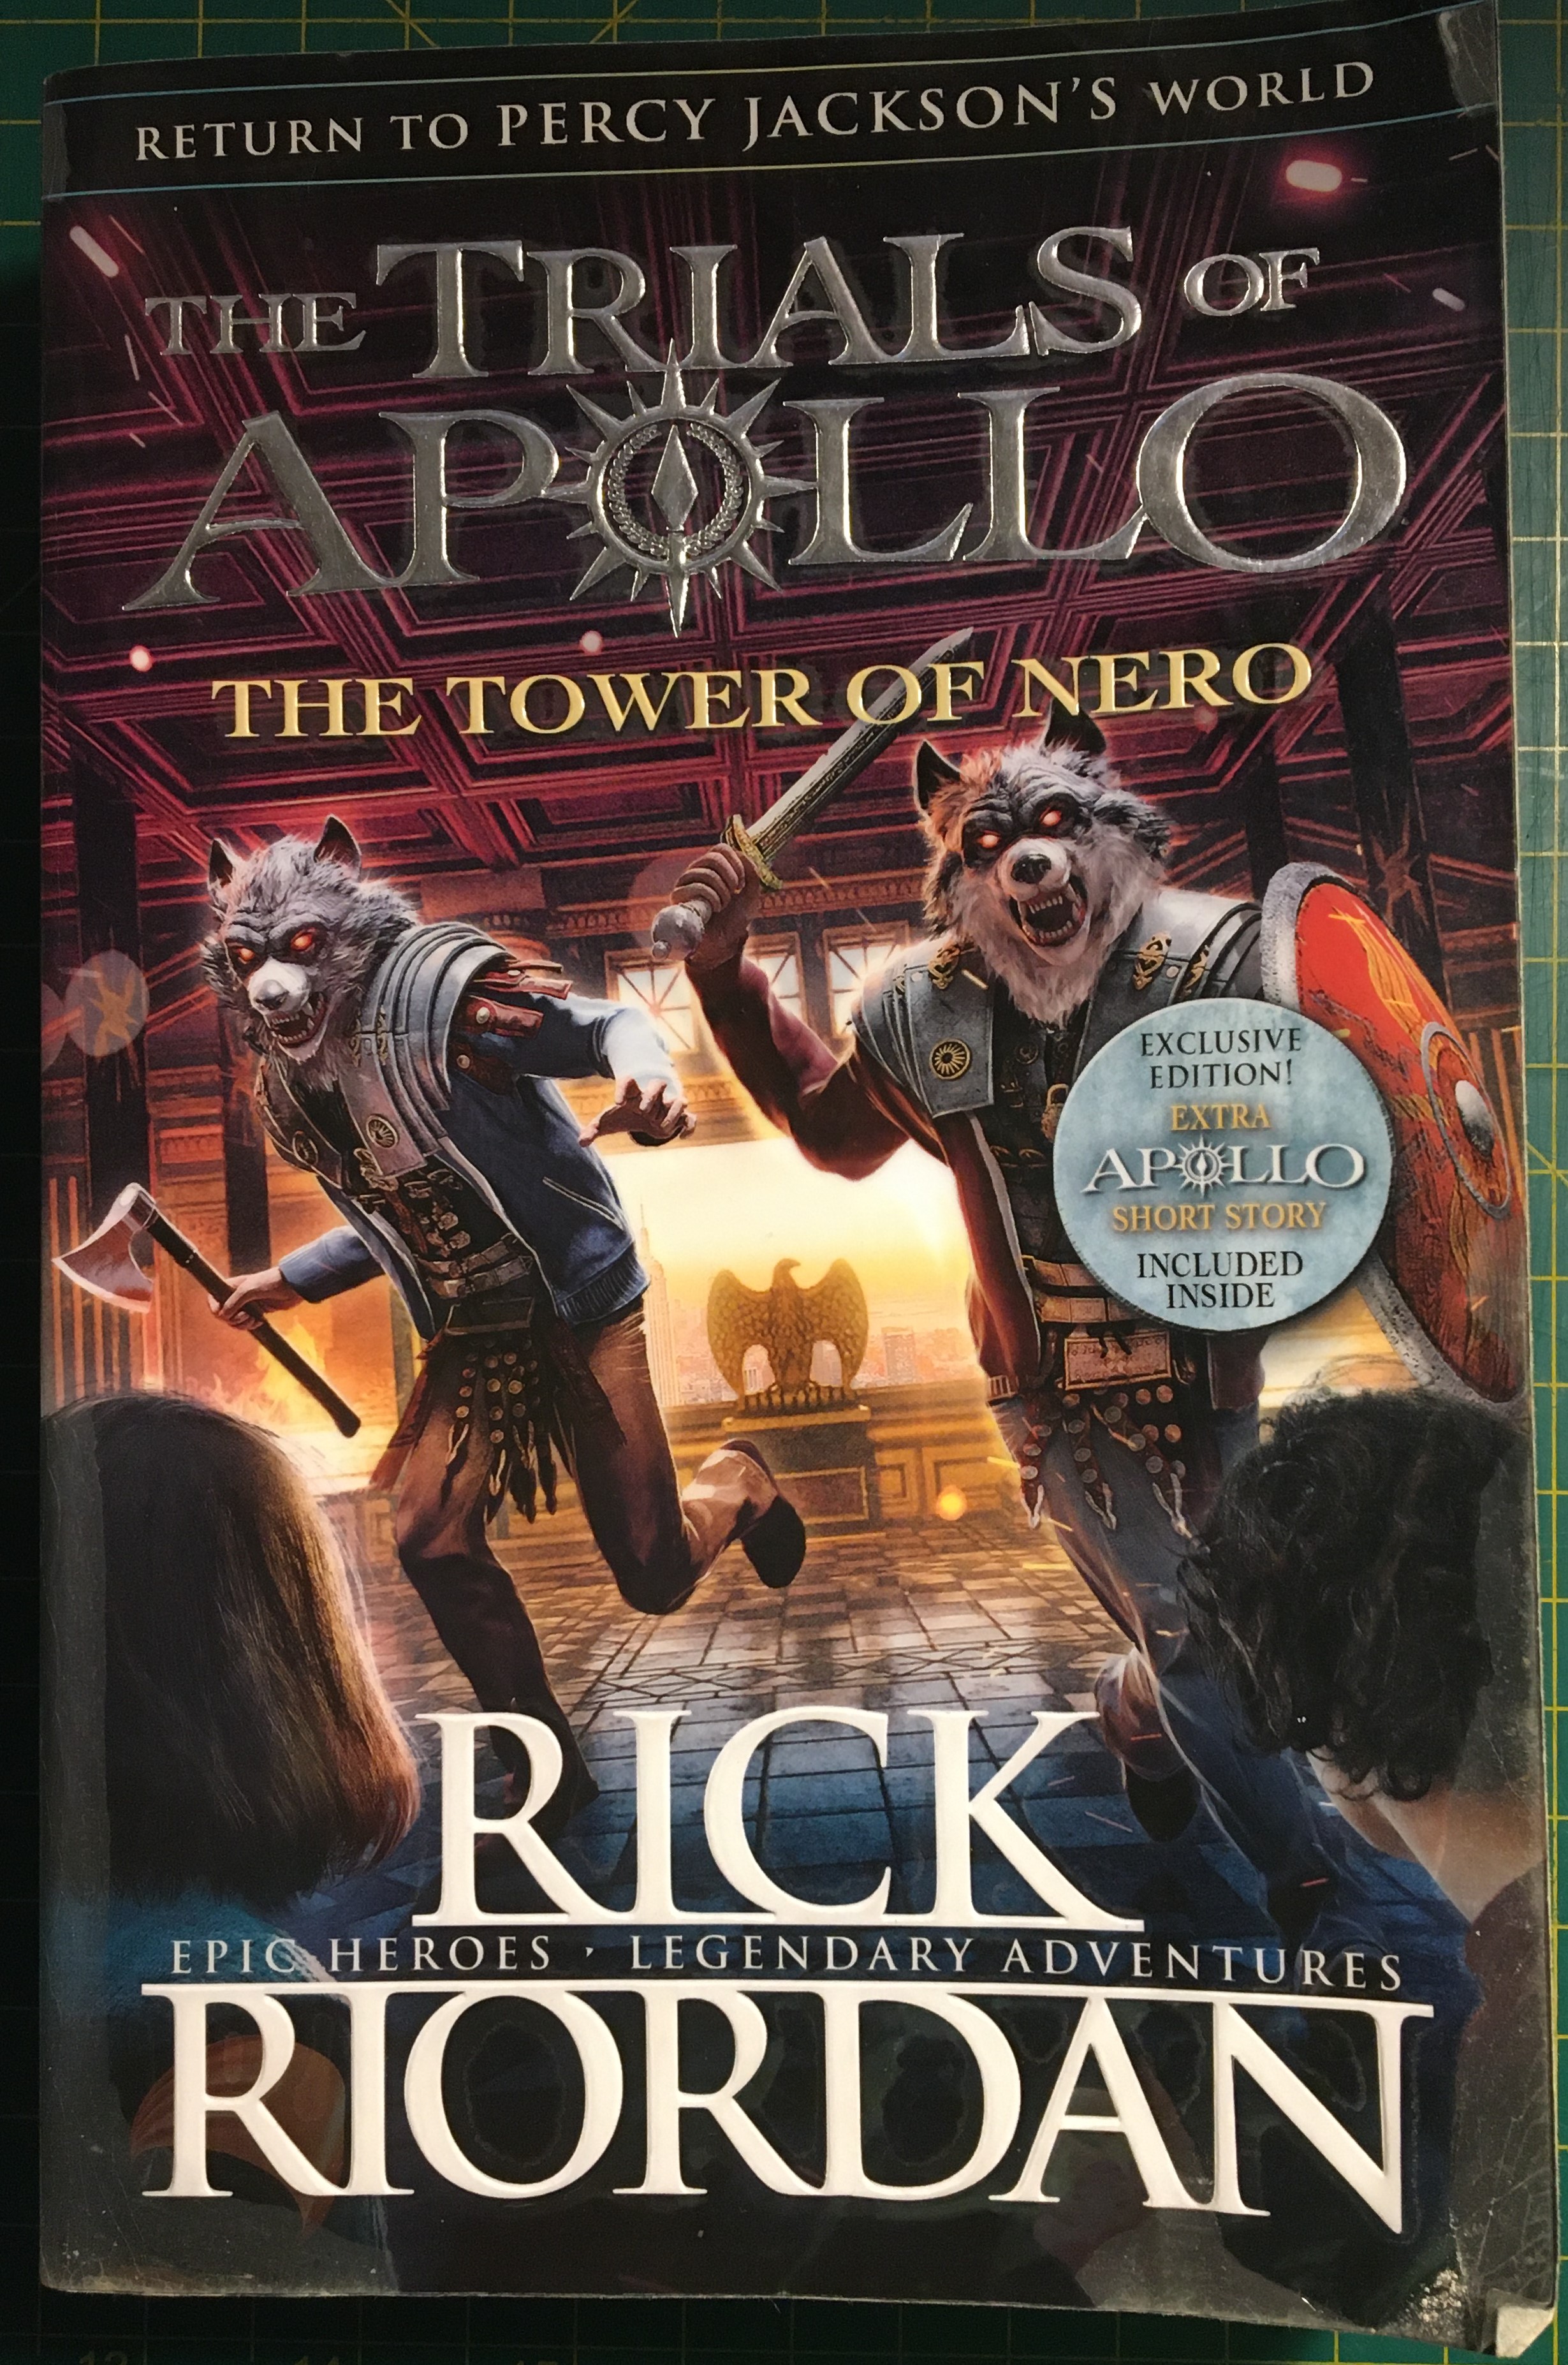 RETURN TO PERCY JACKSON'S WORLD
THE TRIALS OF
APOLLO
THE TOWER OF NERO
EXCLUSIVE
EDITION!
EXTRA
APOLLO
SHORT STORY
INCLUDED
INSIDE
RICK
EPIC HEROES · LEGENDARY ADVENTURES
RIORDAN